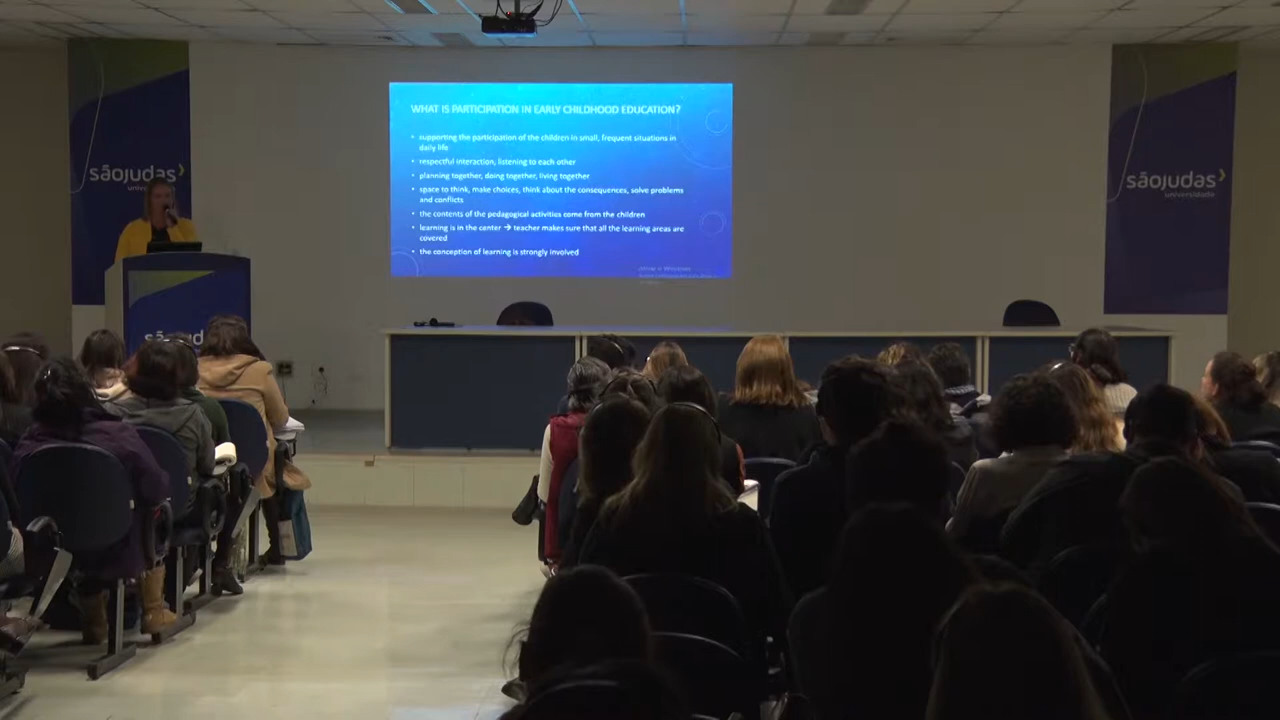 WHAT IS PARTICIPATION IN EARLY CHILDHOOD EDUCATION?
• supporting the participation of the children in small, frequent situations in
daily life
• respectful interaction, listening to each other
• planning together, doing together, living together
• space to think, make choices, think about the consequences, solve problems
and conflicts
• the contents of the pedagogical activities come from the children
• learning is in the center → teacher makes sure that all the learning areas are
covered
• the conception of learning is strongly involved
sãojudas
universidade
sãojudas
universidade